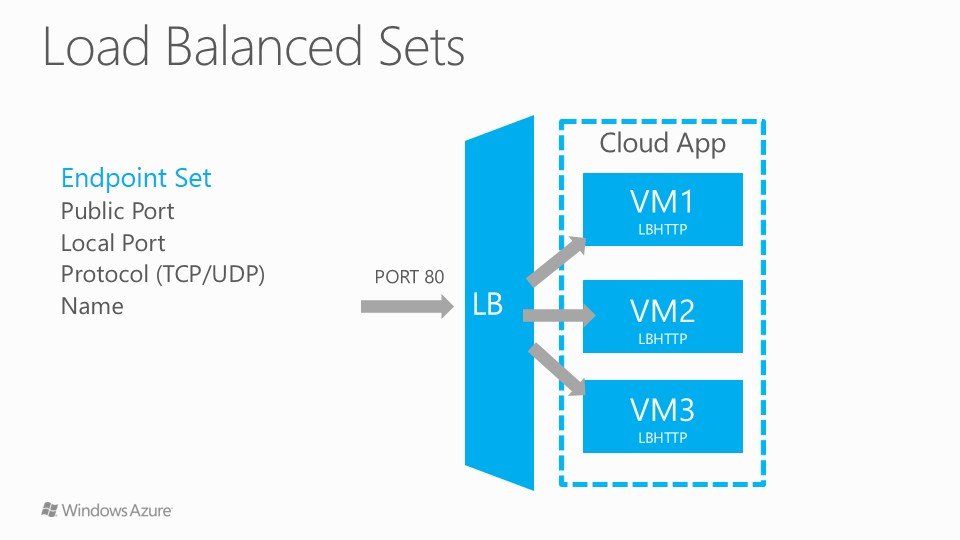 Load Balanced Sets
Endpoint Set
Public Port
Local Port
Protocol (TCP/UDP)
Name
PORT 80
LB
Cloud App
VM1
LBHTTP
VM2
LBHTTP
VM3
LBHTTP
Windows Azure